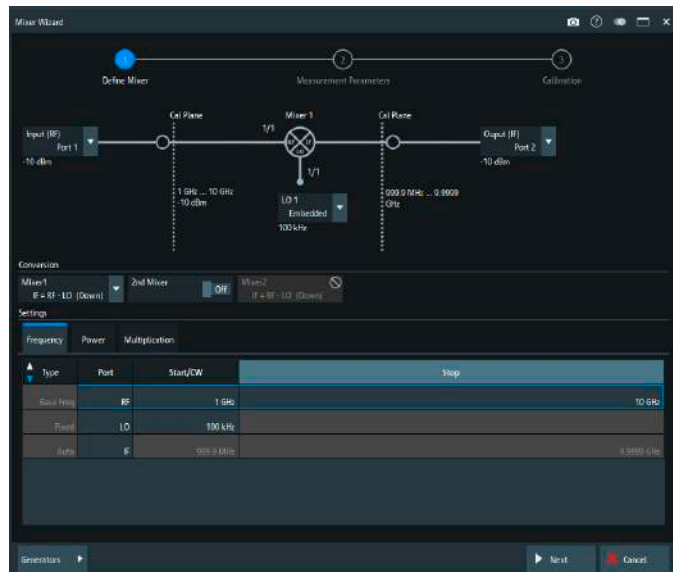 Mixer Wizard
1
2
3
Define Mixer
Measurement Parameters
Calibration
Cal Plane
Mixer 1
Cal Plane
1/1
Input (RF)
Port 1
-10 dBm
RF
IF
LO
Ouput (IF)
Port 2
-10 dBm
1/1
1 GHz ... 10 GHz
-10 dBm
LO 1
Embedded
100 kHz
999.9 MHz ... 9.9999
GHz
Conversion
Mixer1
IF = RF - LO (Down)
2nd Mixer
Off
Mixer2
IF = RF - LO (Down)
Settings
Frequency
Power
Multiplication
Type
Port
Start/CW
Stop
Base Freq
RF
1 GHz
10 GHz
Fixed
LO
100 kHz
Auto
IF
999.9 MHz
9.9999 GHz
Generators
Next
Cancel